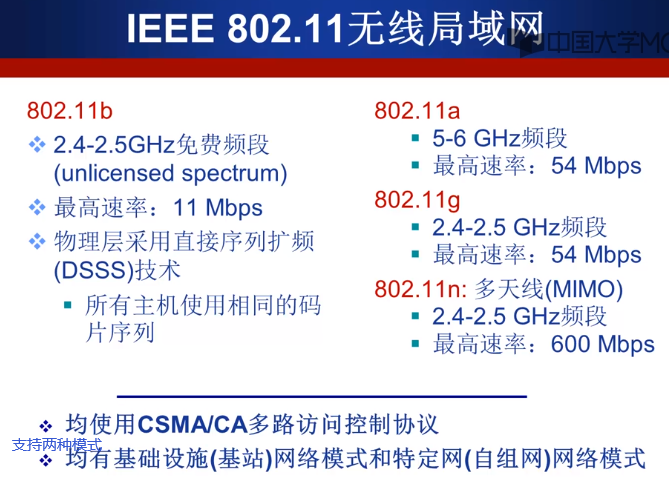 IEEE 802.11无线局域网
中国大学MO
802.11b
2.4-2.5GHz免费频段
(unlicensed spectrum)
最高速率：11 Mbps
物理层采用直接序列扩频
(DSSS)技术
所有主机使用相同的码
片序列
802.11a
5-6 GHz频段
最高速率：54 Mbps
802.11g
2.4-2.5 GHz频段
最高速率：54 Mbps
802.11n: 多天线(MIMO)
2.4-2.5 GHz频段
最高速率：600 Mbps
均使用CSMA/CA多路访问控制协议
支持两种模式
均有基础设施(基站)网络模式和特定网(自组网)网络模式